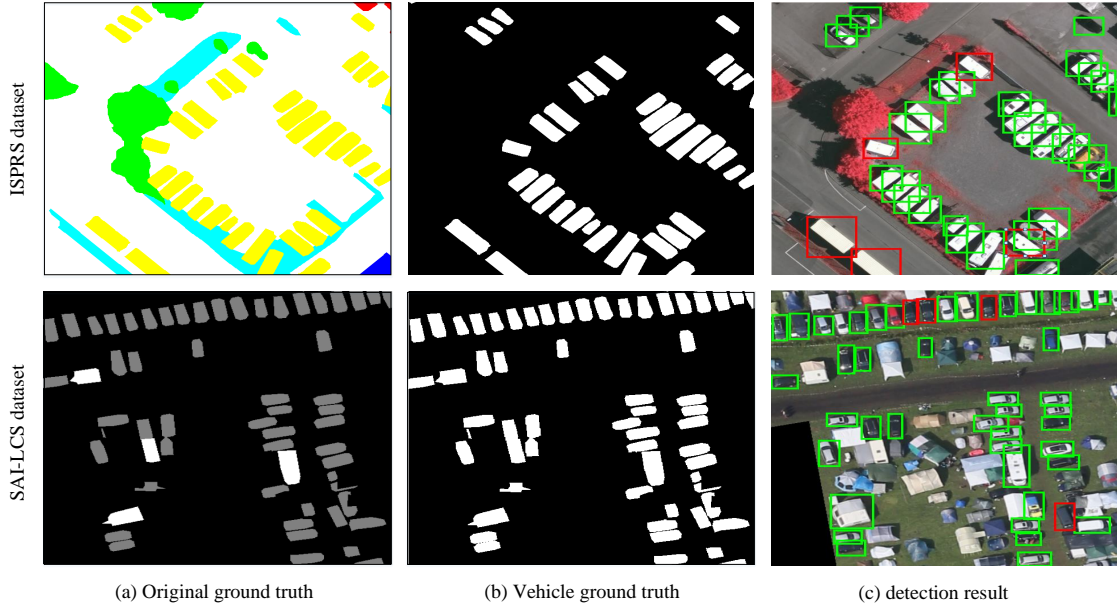 ISPRS dataset
SAI-LCS dataset
(a) Original ground truth
(b) Vehicle ground truth
(c) detection result